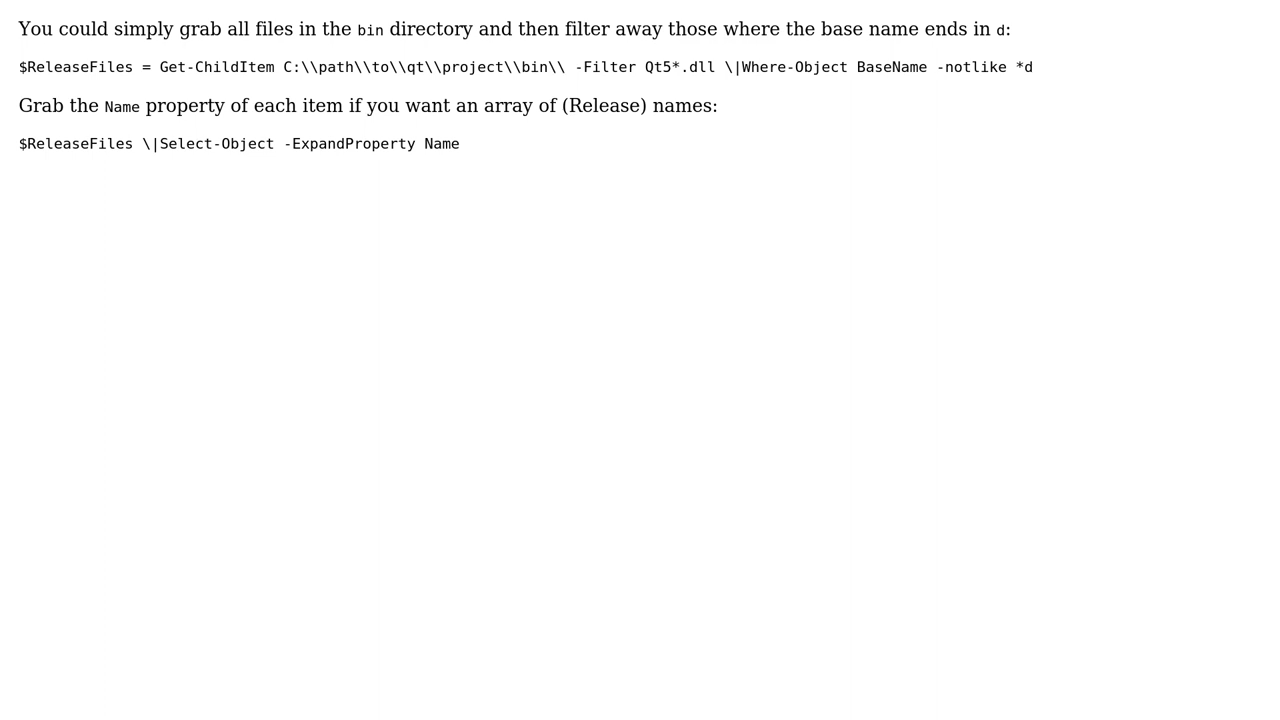 You could simply grab all files in the bin directory and then filter away those where the base name ends in d:
$ReleaseFiles = Get-ChildItem C:\\path\\to\\qt\\project\\bin\\ -Filter Qt5*.dll \|Where-Object BaseName -notlike *d
Grab the Name property of each item if you want an array of (Release) names:
$ReleaseFiles \|Select-Object -ExpandProperty Name